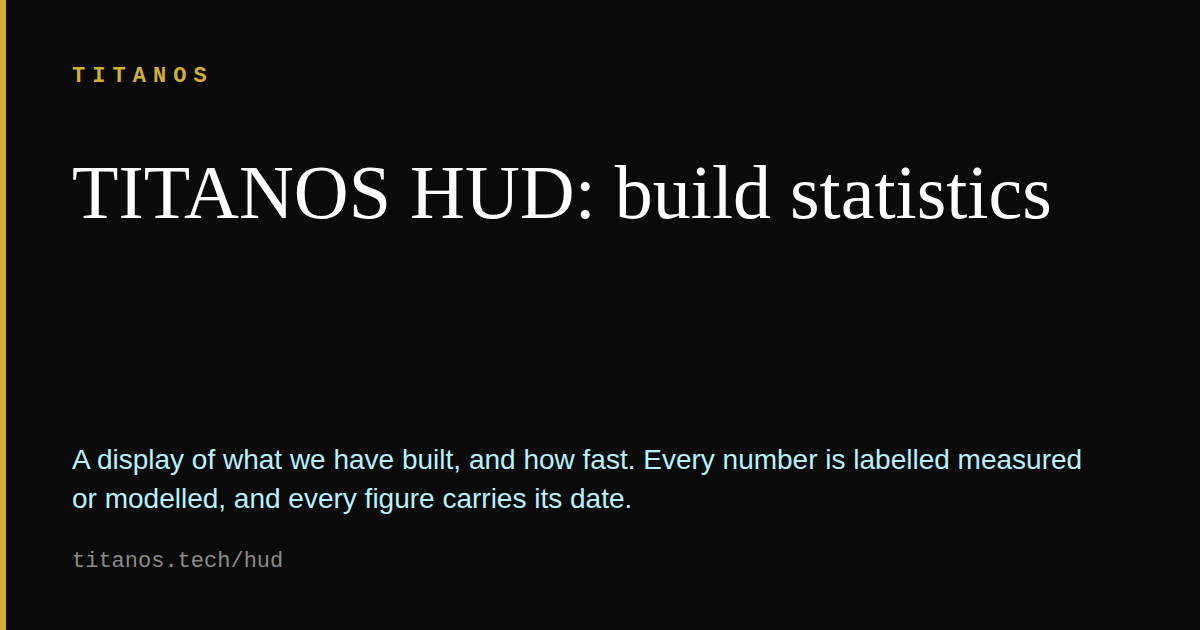 TITANOS
TITANOS HUD: build statistics
A display of what we have built, and how fast. Every number is labelled measured
or modelled, and every figure carries its date.
titanos.tech/hud